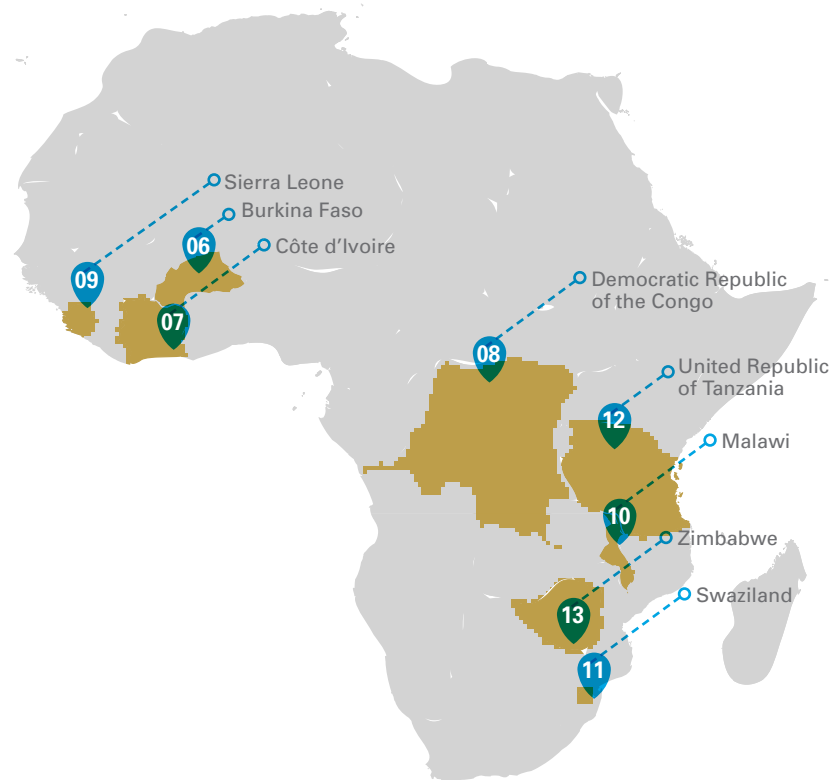 Sierra Leone
Burkina Faso
06
Côte d'Ivoire
09
Democratic Republic
of the Congo
07
08
United Republic
of Tanzania
12
Malawi
10
Zimbabwe
Swaziland
13
11